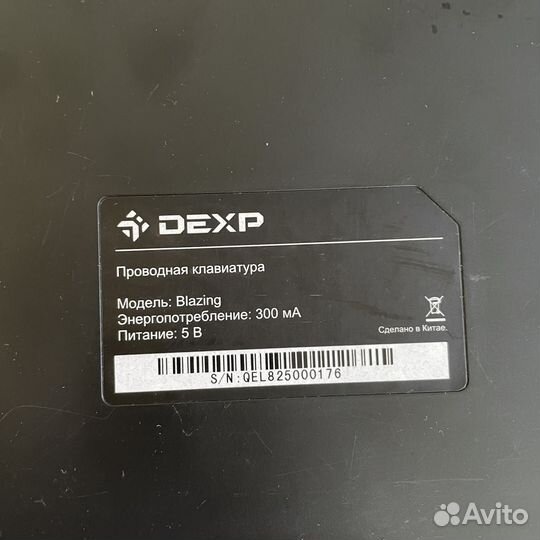 DEXP
Проводная клавиатура
Модель: Blazing
Энергопотребление: 300 мА
Питание: 5 В
Сделано в Китае.
S/N:QEL825000176
Avito